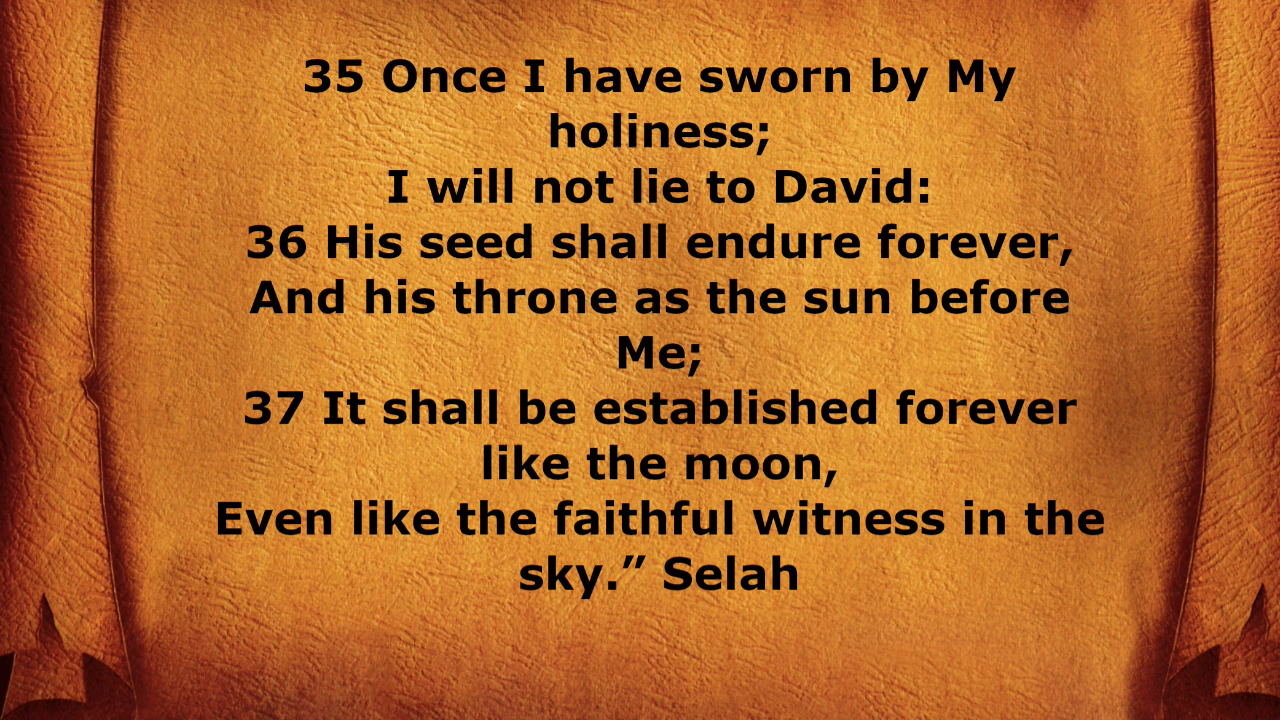 35 Once I have sworn by My
holiness;
I will not lie to David:
36 His seed shall endure forever,
And his throne as the sun before
Me;
37 It shall be established forever
like the moon,
Even like the faithful witness in the
sky.” Selah